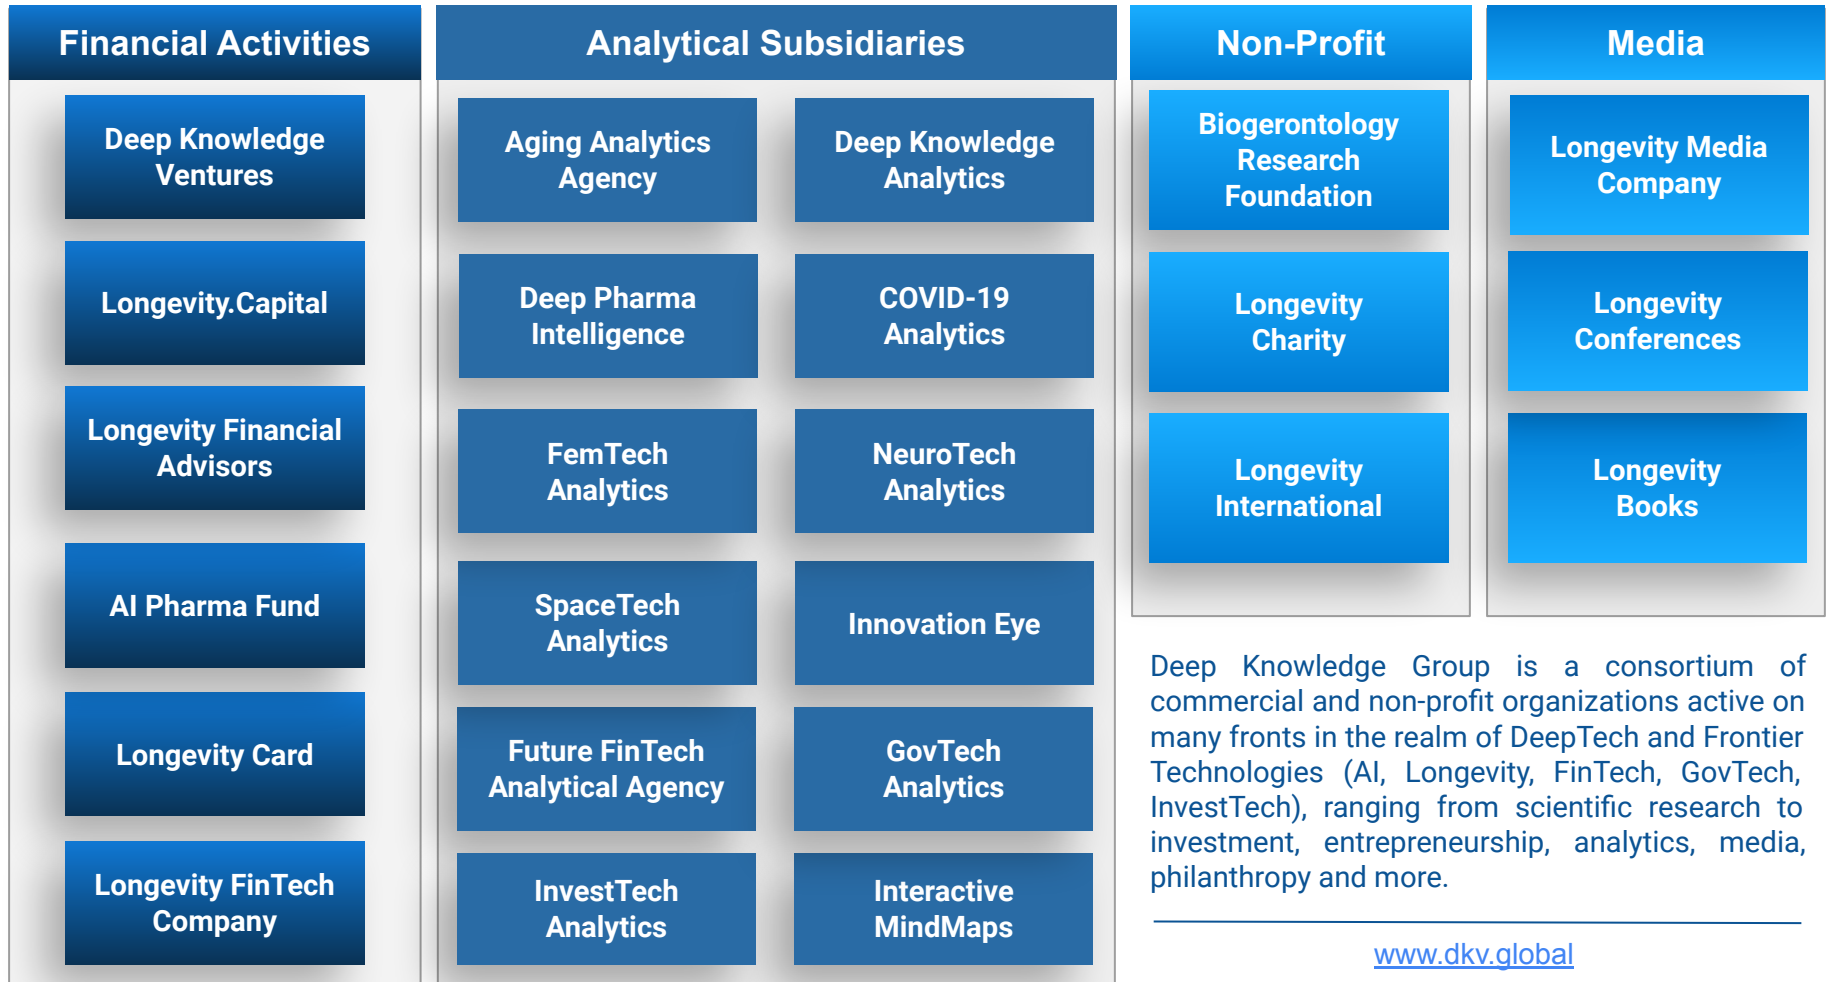 Financial Activities
Deep Knowledge
Ventures
Longevity.Capital
Longevity Financial
Advisors
AI Pharma Fund
Longevity Card
Longevity FinTech
Company
Analytical Subsidiaries
Aging Analytics
Agency
Deep Knowledge
Analytics
Deep Pharma
Intelligence
COVID-19
Analytics
FemTech
Analytics
NeuroTech
Analytics
SpaceTech
Analytics
Innovation Eye
Future FinTech
Analytical Agency
GovTech
Analytics
InvestTech
Analytics
Interactive
MindMaps
Non-Profit
Biogerontology
Research
Foundation
Longevity
Charity
Longevity
International
Media
Longevity Media
Company
Longevity
Conferences
Longevity
Books
Deep Knowledge Group is a consortium of
commercial and non-profit organizations active on
many fronts in the realm of DeepTech and Frontier
Technologies (AI, Longevity, FinTech, GovTech,
InvestTech), ranging from scientific research to
investment, entrepreneurship, analytics, media,
philanthropy and more.
www.dkv.global